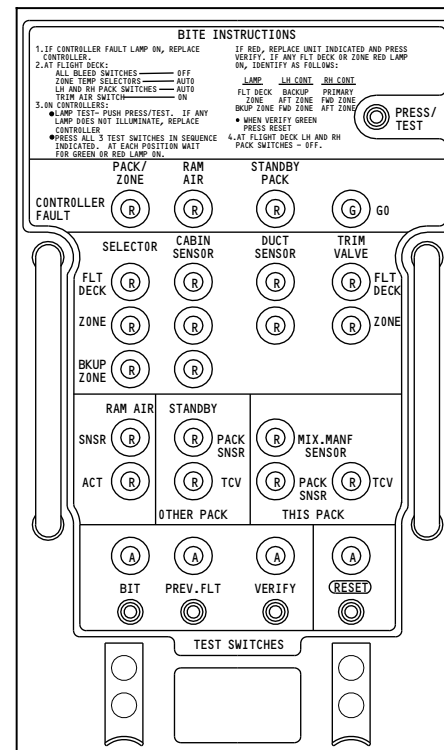 BITE INSTRUCTIONS
1.IF CONTROLLER FAULT LAMP ON, REPLACE
CONTROLLER.
2.AT FLIGHT DECK:
ALL BLEED SWITCHES OFF
ZONE TEMP SELECTORS AUTO
LH AND RH PACK SWITCHES AUTO
TRIM AIR SWITCH ON
3.ON CONTROLLERS:
●LAMP TEST- PUSH PRESS/TEST. IF ANY
LAMP DOES NOT ILLUMINATE, REPLACE
CONTROLLER
●PRESS ALL 3 TEST SWITCHES IN SEQUENCE
INDICATED. AT EACH POSITION WAIT
FOR GREEN OR RED LAMP ON.
IF RED, REPLACE UNIT INDICATED AND PRESS
VERIFY. IF ANY FLT DECK OR ZONE RED LAMP
ON, IDENTIFY AS FOLLOWS:
LAMP LH CONT RH CONT
FLT DECK BACKUP PRIMARY
ZONE AFT ZONE FWD ZONE
BKUP ZONE FWD ZONE AFT ZONE
• WHEN VERIFY GREEN
PRESS RESET
4.AT FLIGHT DECK LH AND RH
PACK SWITCHES - OFF.
PRESS/
TEST
PACK/
ZONE
RAM
AIR
STANDBY
PACK
CONTROLLER
FAULT
R R R G GO
SELECTOR
CABIN
SENSOR
DUCT
SENSOR
TRIM
VALVE
FLT
DECK
R R R R
FLT
DECK
ZONE R R R R ZONE
BKUP
ZONE
R R
RAM AIR STANDBY
SNSR R R PACK
SNSR
R MIX.MANF
SENSOR
ACT R R TCV R PACK
SNSR
R TCV
OTHER PACK THIS PACK
A A A A
BIT PREV.FLT VERIFY RESET
TEST SWITCHES